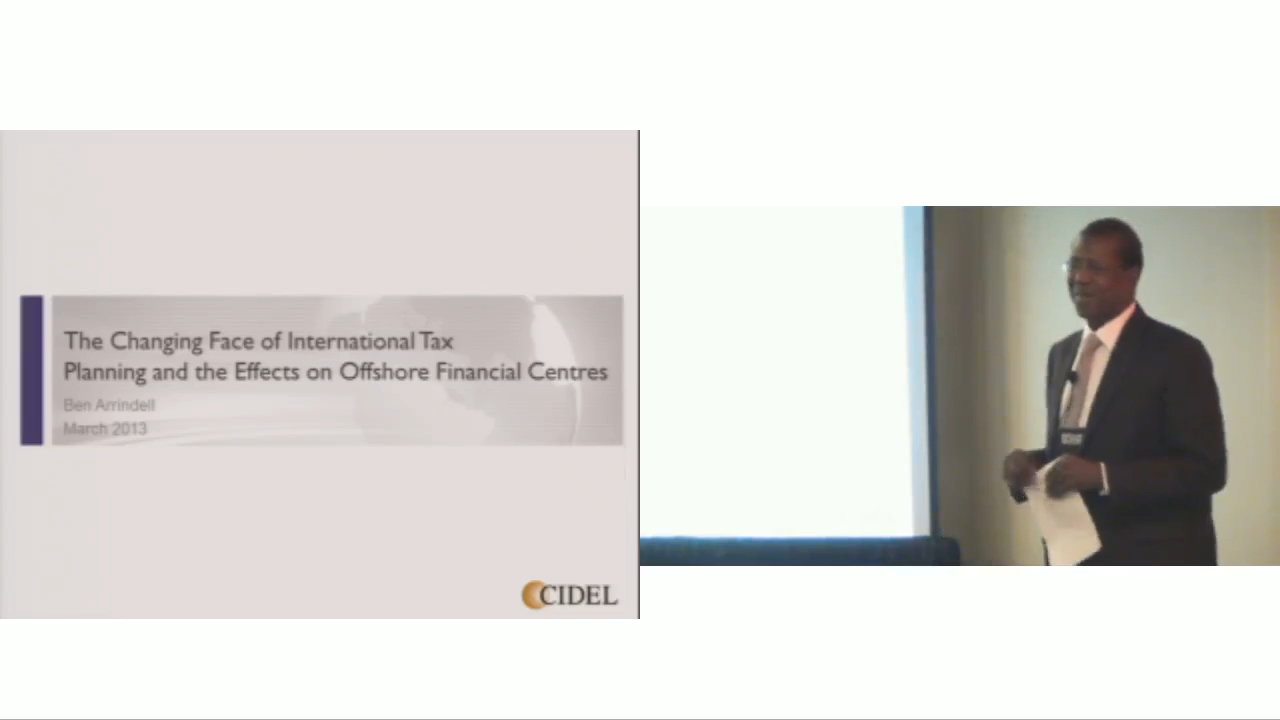 The Changing Face of International Tax
Planning and the Effects on Offshore Financial Centres
Ben Arrindell
March 2013
CIDEL